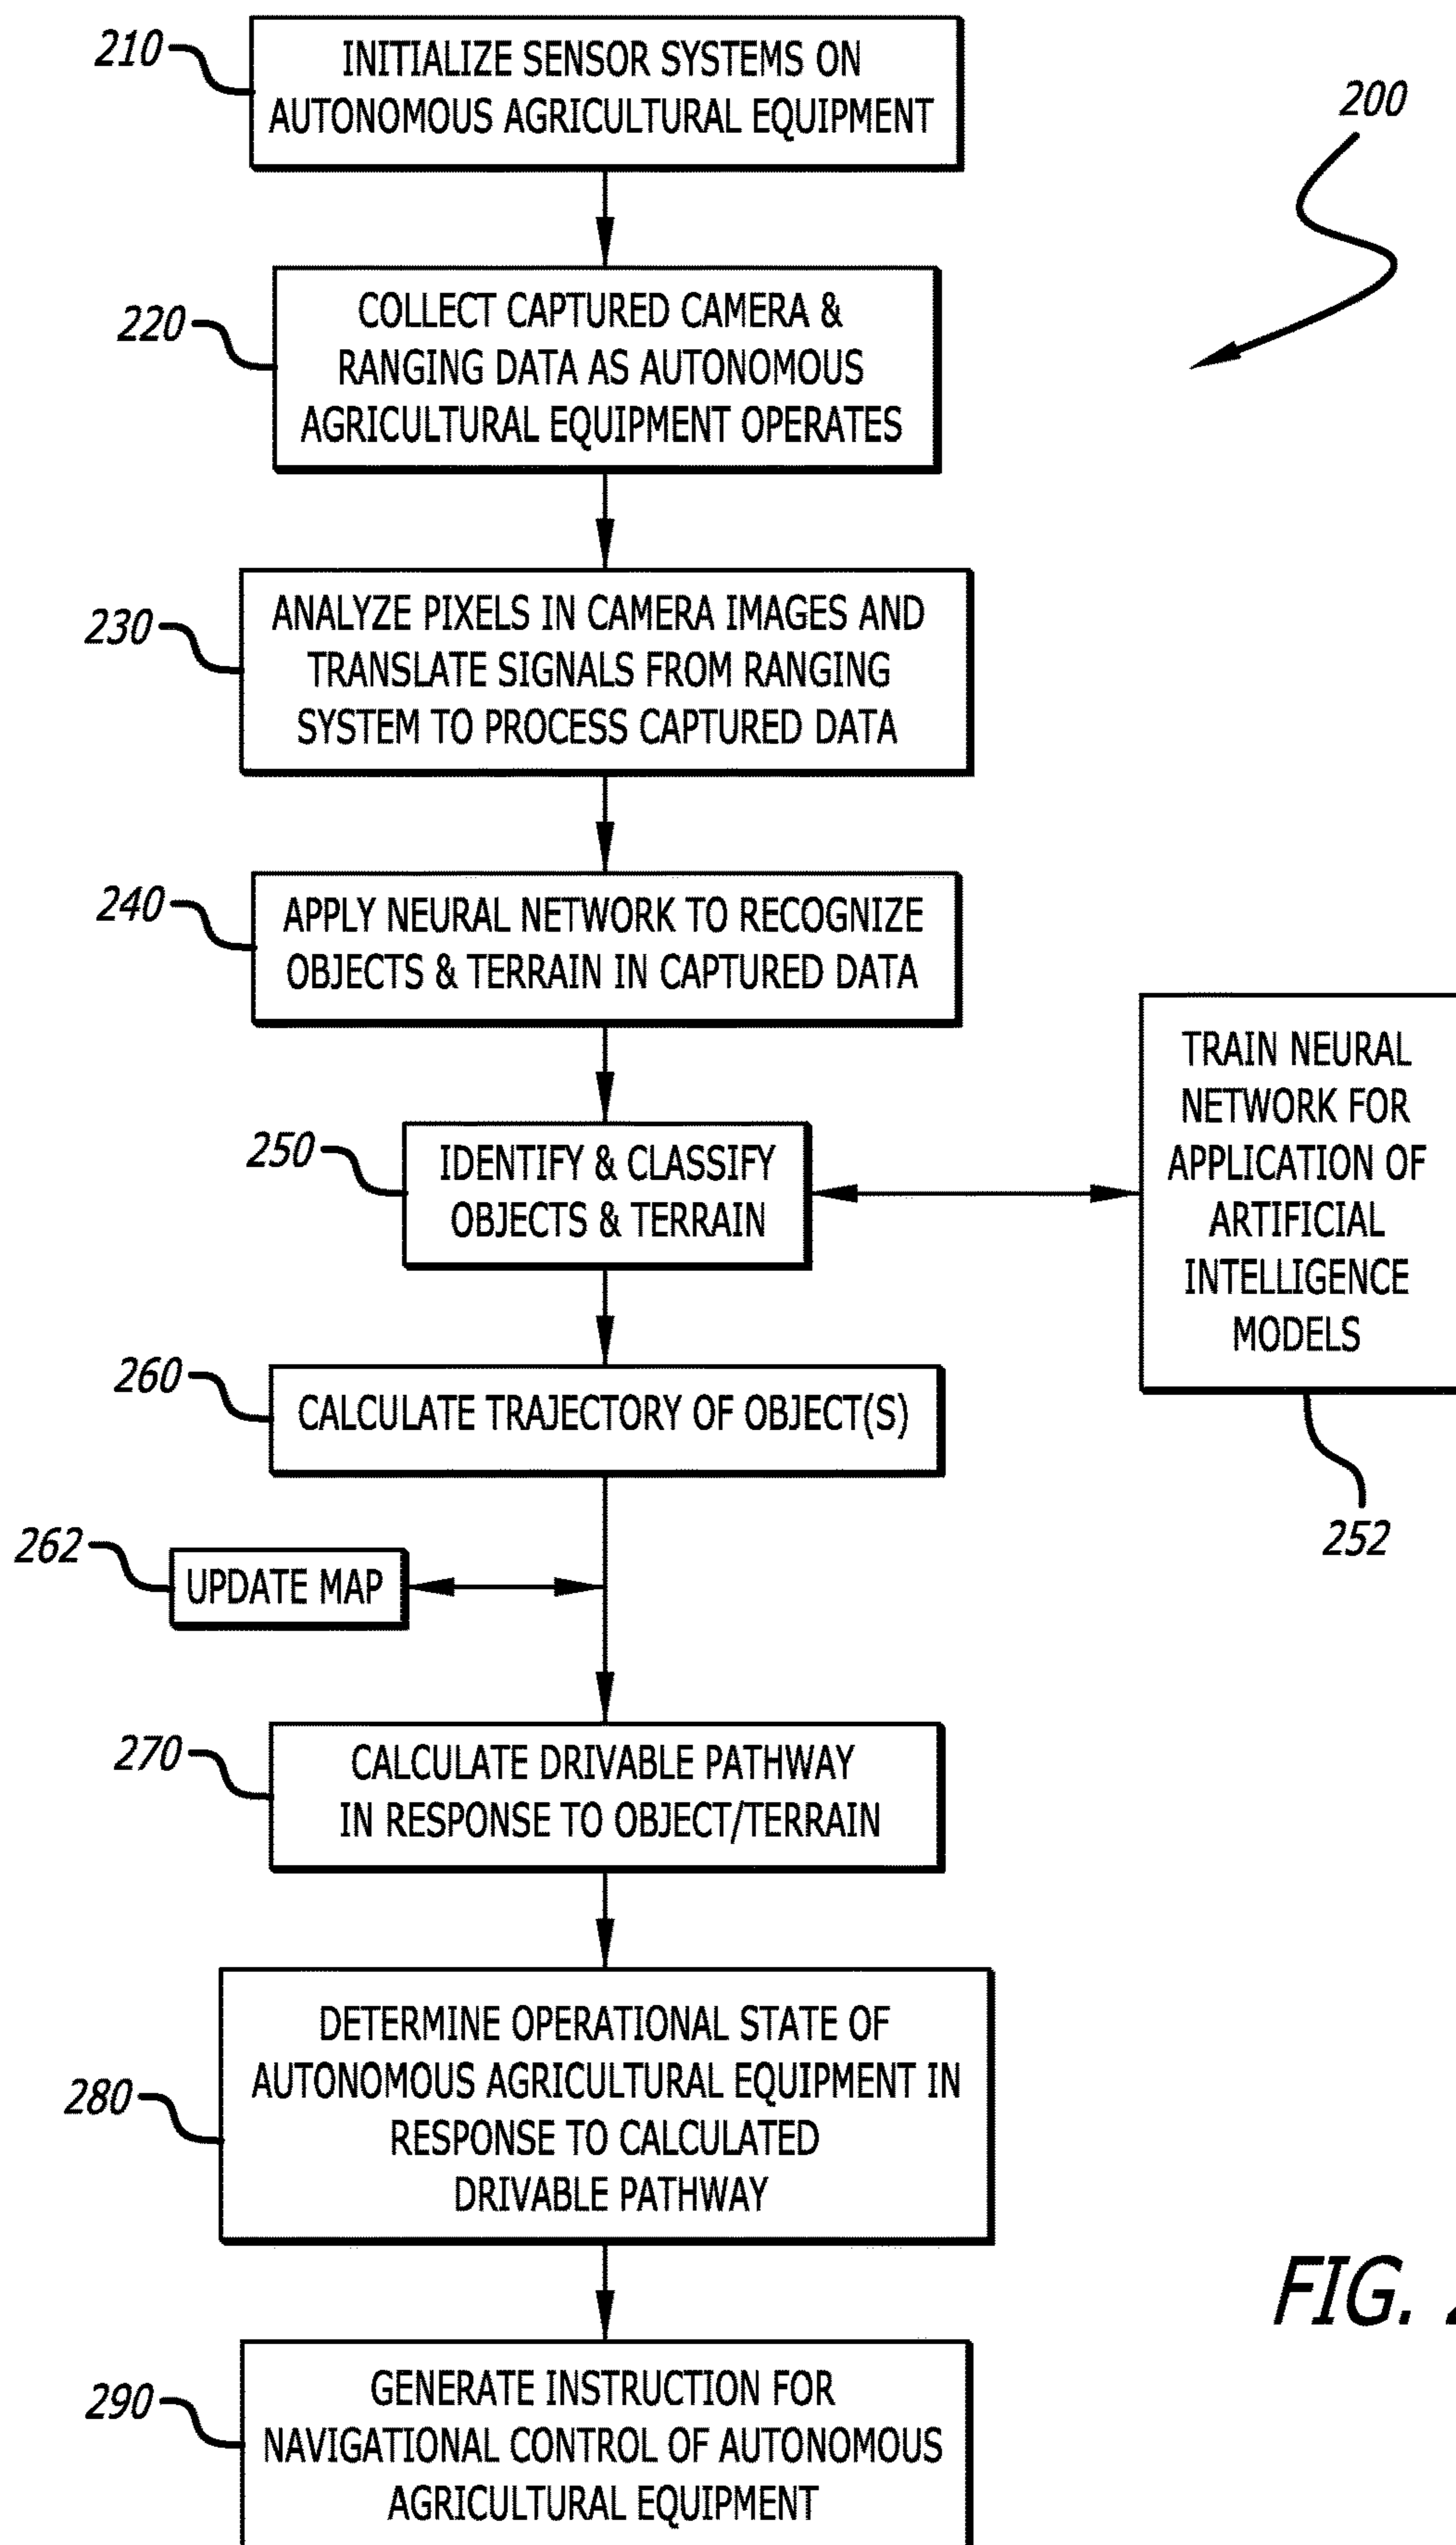 210
INITIALIZE SENSOR SYSTEMS ON
AUTONOMOUS AGRICULTURAL EQUIPMENT
200
220
COLLECT CAPTURED CAMERA &
RANGING DATA AS AUTONOMOUS
AGRICULTURAL EQUIPMENT OPERATES
230
ANALYZE PIXELS IN CAMERA IMAGES AND
TRANSLATE SIGNALS FROM RANGING
SYSTEM TO PROCESS CAPTURED DATA
240
APPLY NEURAL NETWORK TO RECOGNIZE
OBJECTS & TERRAIN IN CAPTURED DATA
250
IDENTIFY & CLASSIFY
OBJECTS & TERRAIN
TRAIN NEURAL
NETWORK FOR
APPLICATION OF
ARTIFICIAL
INTELLIGENCE
MODELS
252
260
CALCULATE TRAJECTORY OF OBJECT(S)
262
UPDATE MAP
270
CALCULATE DRIVABLE PATHWAY
IN RESPONSE TO OBJECT/TERRAIN
280
DETERMINE OPERATIONAL STATE OF
AUTONOMOUS AGRICULTURAL EQUIPMENT IN
RESPONSE TO CALCULATED
DRIVABLE PATHWAY
FIG.
290
GENERATE INSTRUCTION FOR
NAVIGATIONAL CONTROL OF AUTONOMOUS
AGRICULTURAL EQUIPMENT